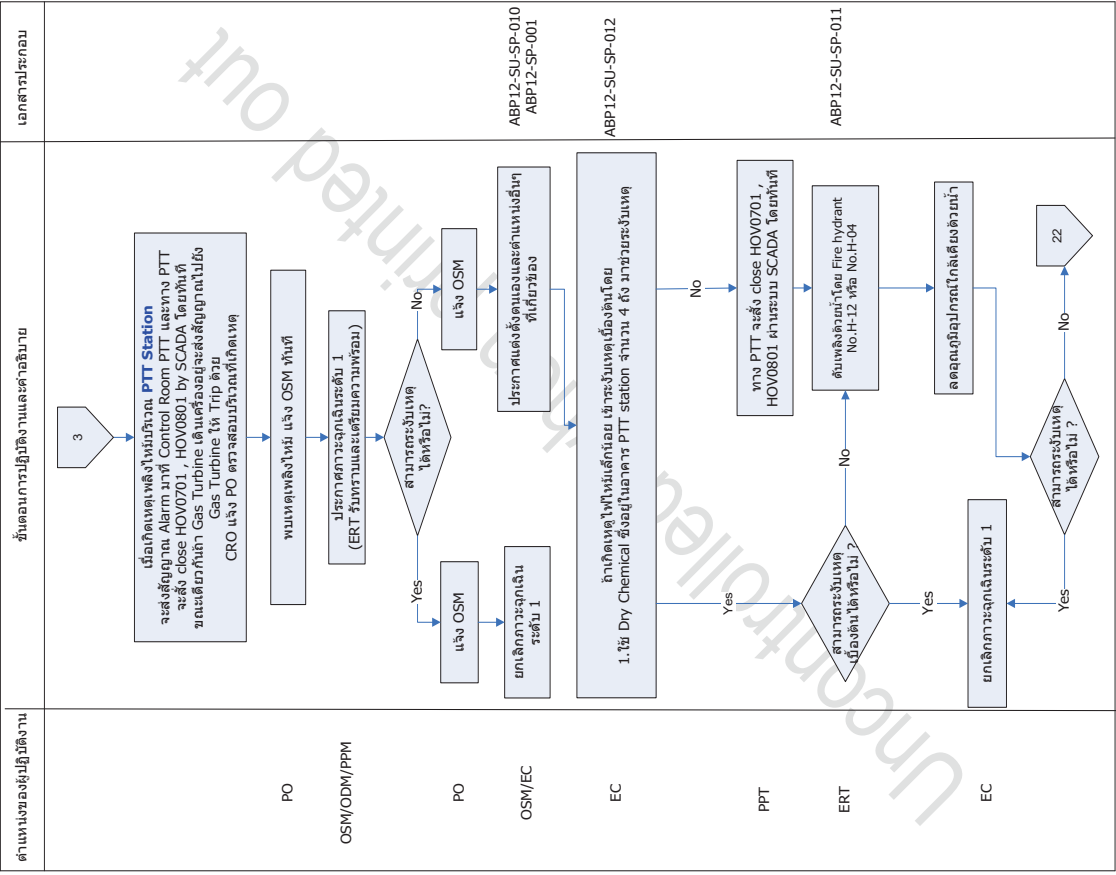 ตำแหน่งของผู้ปฏิบัติงาน
ขั้นตอนการปฏิบัติงานและคำอธิบาย
เอกสารประกอบ
3
เมื่อเกิดเหตุเพลิงไหม้บริเวณ PTT Station
จะส่งสัญญาณ Alarm มาที่ Control Room PTT และทาง PTT
จะสั่ง close HOV0701 , HOV0801 by SCADA โดยทันที
ขณะเดียวกันถ้า Gas Turbine เดินเครื่องอยู่จะส่งสัญญาณไปยัง
Gas Turbine ให้ Trip ด้วย
CRO แจ้ง PO ตรวจสอบบริเวณที่เกิดเหตุ
PO
พบเหตุเพลิงไหม้ แจ้ง OSM ทันที
OSM/ODM/PPM
ประกาศภาวะฉุกเฉินระดับ 1
(ERT รับทราบและเตรียมความพร้อม)
สามารถระงับเหตุ
ได้หรือไม่?
Yes
No
PO
แจ้ง OSM
แจ้ง OSM
OSM/EC
ยกเลิกภาวะฉุกเฉิน
ระดับ 1
ประกาศแต่งตั้งตนเองและตำแหน่งอื่นๆ
ที่เกี่ยวข้อง
ABP12-SU-SP-010
ABP12-SP-001
EC
ถ้าเกิดเหตุไฟไหม้เล็กน้อย เข้าระงับเหตุเบื้องต้นโดย
1.ใช้ Dry Chemical ซึ่งอยู่ในอาคาร PTT station จำนวน 4 ถัง มาช่วยระงับเหตุ
ABP12-SU-SP-012
Yes
No
PPT
ทาง PTT จะสั่ง close HOV0701 ,
HOV0801 ผ่านระบบ SCADA โดยทันที
ERT
สามารถระงับเหตุ
เบื้องต้นได้หรือไม่ ?
No
ดับเพลิงด้วยน้ำโดย Fire hydrant
No.H-12 หรือ No.H-04
ABP12-SU-SP-011
Yes
EC
ยกเลิกภาวะฉุกเฉินระดับ 1
ลดอุณภูมิอุปกรณ์ใกล้เคียงด้วยน้ำ
สามารถระงับเหตุ
ได้หรือไม่ ?
Yes
No
22
Uncontrolled when printed out